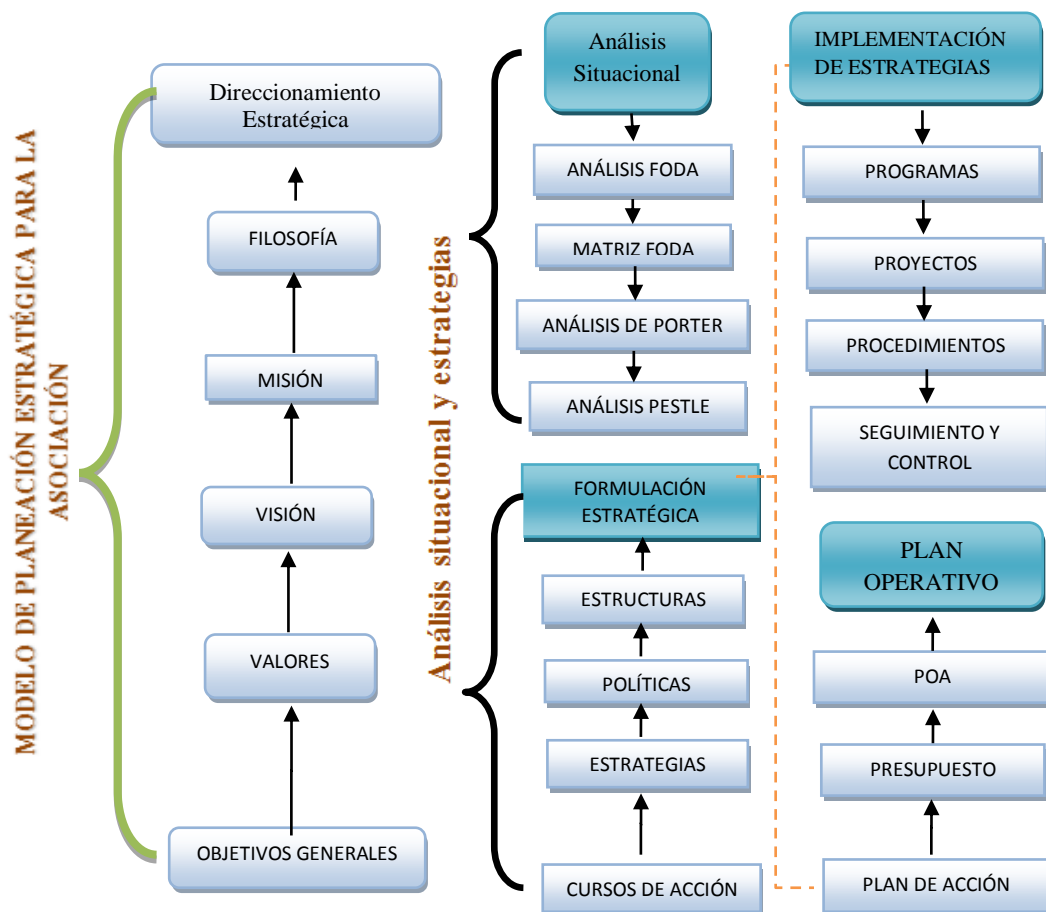 MODELO DE PLANEACIÓN ESTRATÉGICA PARA LA
ASOCIACIÓN
Direccionamiento
Estratégica
FILOSOFÍA
MISIÓN
VISIÓN
VALORES
OBJETIVOS GENERALES
Análisis situacional y estrategias
Análisis
Situacional
ANÁLISIS FODA
MATRIZ FODA
ANÁLISIS DE PORTER
ANÁLISIS PESTLE
FORMULACIÓN
ESTRATÉGICA
ESTRUCTURAS
POLÍTICAS
ESTRATEGIAS
CURSOS DE ACCIÓN
IMPLEMENTACIÓN
DE ESTRATEGIAS
PROGRAMAS
PROYECTOS
PROCEDIMIENTOS
SEGUIMIENTO Y
CONTROL
PLAN
OPERATIVO
POA
PRESUPUESTO
PLAN DE ACCIÓN